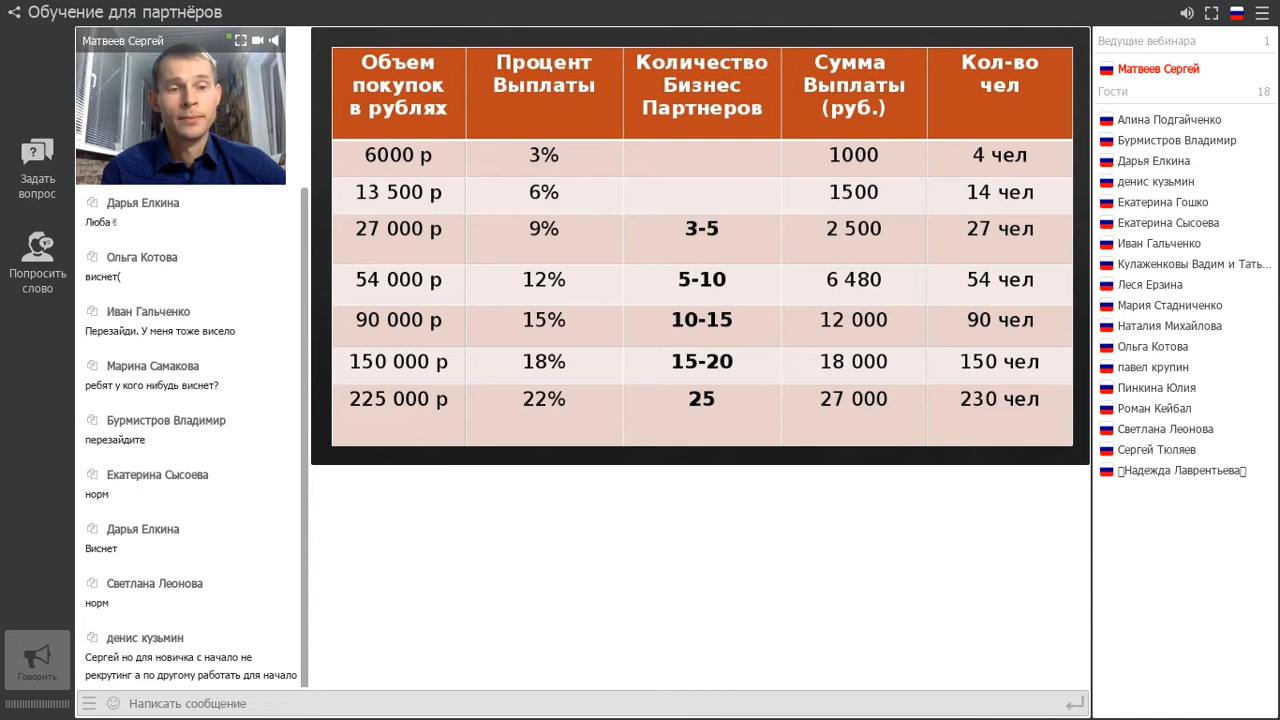 Обучение для партнёров
Матвеев Сергей
Задать
вопрос
Попросить
слово
Говорить
Дарья Елкина
Люба✌
Ольга Котова
виснет(
Иван Гальченко
Перезайди. У меня тоже висело
Марина Самакова
ребят у кого нибудь виснет?
Бурмистров Владимир
перезайдите
Екатерина Сысоева
норм
Дарья Елкина
Виснет
Светлана Леонова
норм
денис кузьмин
Сергей но для новичка с начало не
рекрутинг а по другому работать для начало
Написать сообщение
Объем покупок в рублях Процент Выплаты Количество Бизнес Партнеров Сумма Выплаты (руб.) Кол-во чел
6000 р 3% 1000 4 чел
13 500 р 6% 1500 14 чел
27 000 р 9% 3-5 2 500 27 чел
54 000 р 12% 5-10 6 480 54 чел
90 000 р 15% 10-15 12 000 90 чел
150 000 р 18% 15-20 18 000 150 чел
225 000 р 22% 25 27 000 230 чел
Ведущие вебинара 1
Матвеев Сергей
Гости 18
Алина Подгайченко
Бурмистров Владимир
Дарья Елкина
денис кузьмин
Екатерина Гошко
Екатерина Сысоева
Иван Гальченко
Кулаженковы Вадим и Тать...
Леся Ерзина
Мария Стадниченко
Наталия Михайлова
Ольга Котова
павел крупин
Пинкина Юлия
Роман Кейбал
Светлана Леонова
Сергей Тюляев
Надежда Лаврентьева